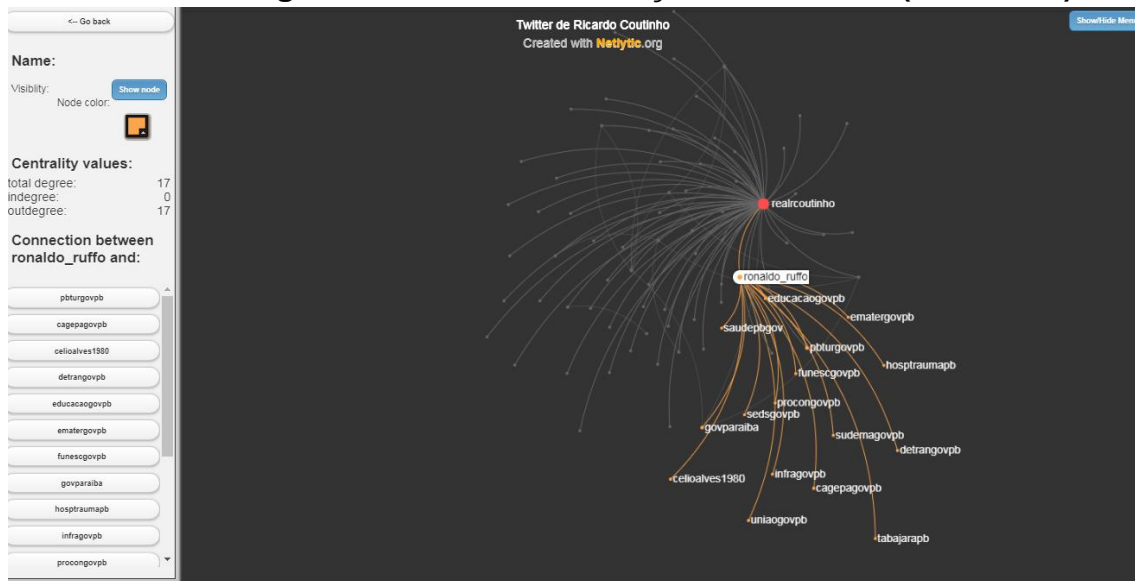 <-- Go back
Name:
Visiblity:
Show node
Node color:
Centrality values:
total degree: 17
indegree: 0
outdegree: 17
Connection between
ronaldo_ruffo and:
pbturgovpb
cagepagovpb
celioalves1980
detrangovpb
educacaogovpb
ematergovpb
funescgovpb
govparaiba
hosptraumapb
infragovpb
procongovpb
Twitter de Ricardo Coutinho
Created with Netlytic.org
Show/Hide Menu
realrcoutinho
ronaldo_ruffo
educacaogovpb
ematergovpb
saudepbgov
pbturgovpb
hosptraumapb
funescgovpb
procongovpb
sedsgovpb
govparaiba
sudemagovpb
detrangovpb
celioalves1980
infragovpb
cagepagovpb
uniaogovpb
tabajarapb